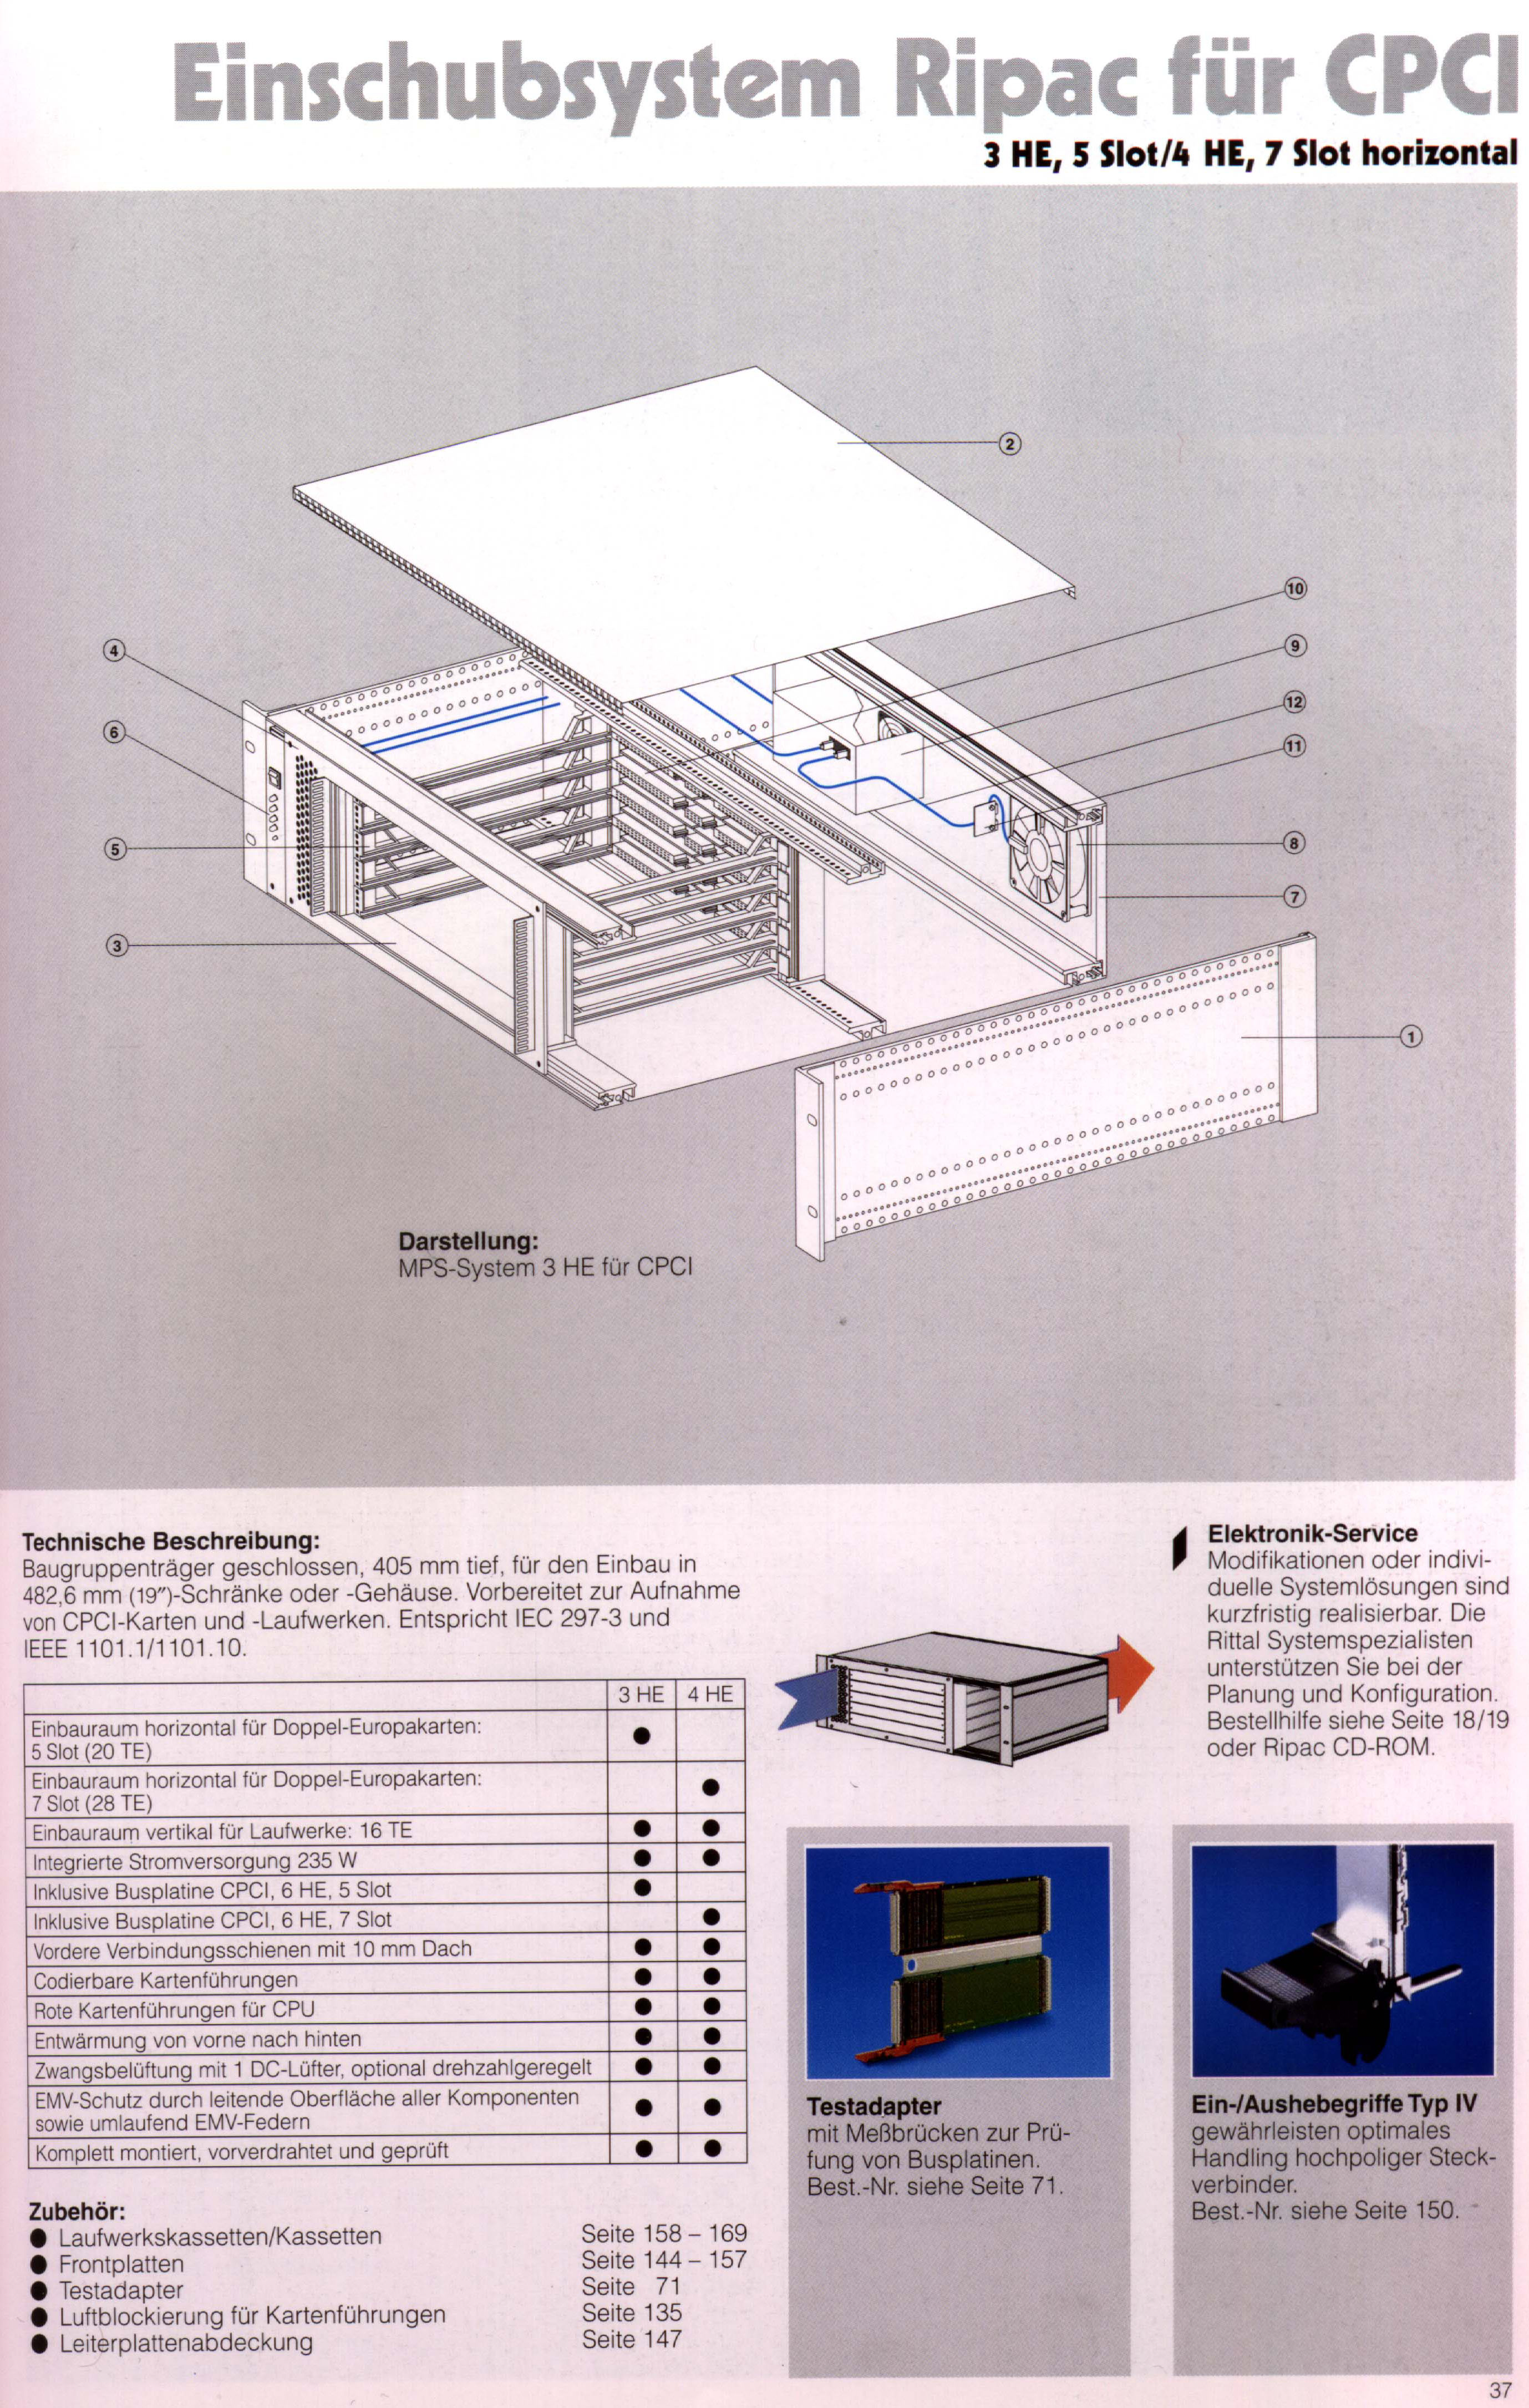 Einschubsystem Ripac für CPCI
3 HE, 5 Slot/4 HE, 7 Slot horizontal
2
10
9
12
11
8
7
4
6
5
3
1
Darstellung:
MPS-System 3 HE für CPCI
Technische Beschreibung:
Baugruppenträger geschlossen, 405 mm tief, für den Einbau in
482,6 mm (19")-Schränke oder -Gehäuse. Vorbereitet zur Aufnahme
von CPCI-Karten und -Laufwerken. Entspricht IEC 297-3 und
IEEE 1101.1/1101.10.
3 HE 4 HE
Einbauraum horizontal für Doppel-Europakarten:
5 Slot (20 TE) ●
Einbauraum horizontal für Doppel-Europakarten:
7 Slot (28 TE) ●
Einbauraum vertikal für Laufwerke: 16 TE ● ●
Integrierte Stromversorgung 235 W ● ●
Inklusive Busplatine CPCI, 6 HE, 5 Slot ●
Inklusive Busplatine CPCI, 6 HE, 7 Slot ●
Vordere Verbindungsschienen mit 10 mm Dach ● ●
Codierbare Kartenführungen ● ●
Rote Kartenführungen für CPU ● ●
Entwärmung von vorne nach hinten ● ●
Zwangsbelüftung mit 1 DC-Lüfter, optional drehzahlgeregelt ● ●
EMV-Schutz durch leitende Oberfläche aller Komponenten
sowie umlaufend EMV-Federn ● ●
Komplett montiert, vorverdrahtet und geprüft ● ●
Zubehör:
● Laufwerkskassetten/Kassetten Seite 158 – 169
● Frontplatten Seite 144 – 157
● Testadapter Seite 71
● Luftblockierung für Kartenführungen Seite 135
● Leiterplattenabdeckung Seite 147
Elektronik-Service
Modifikationen oder indivi-
duelle Systemlösungen sind
kurzfristig realisierbar. Die
Rittal Systemspezialisten
unterstützen Sie bei der
Planung und Konfiguration.
Bestellhilfe siehe Seite 18/19
oder Ripac CD-ROM.
Testadapter
mit Meßbrücken zur Prü-
fung von Busplatinen.
Best.-Nr. siehe Seite 71.
Ein-/Aushebegriffe Typ IV
gewährleisten optimales
Handling hochpoliger Steck-
verbinder.
Best.-Nr. siehe Seite 150.
37